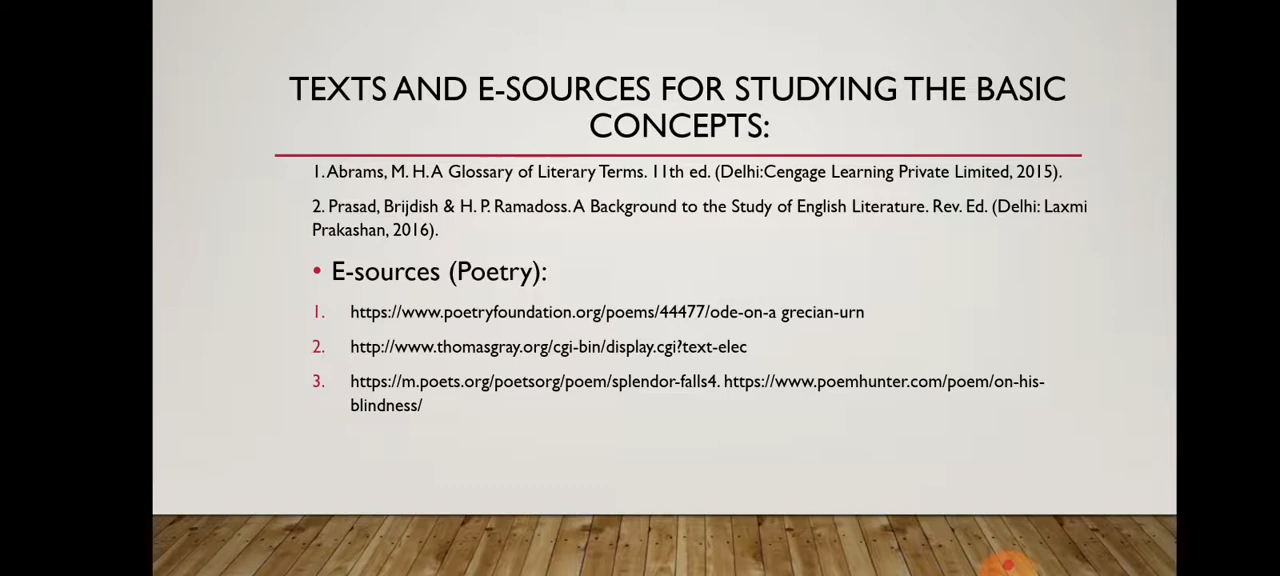 TEXTS AND E-SOURCES FOR STUDYING THE BASIC
CONCEPTS:
1. Abrams, M. H. A Glossary of Literary Terms. 11th ed. (Delhi:Cengage Learning Private Limited, 2015).
2. Prasad, Brijdish & H. P. Ramadoss. A Background to the Study of English Literature. Rev. Ed. (Delhi: Laxmi
Prakashan, 2016).
• E-sources (Poetry):
1. https://www.poetryfoundation.org/poems/44477/ode-on-a grecian-urn
2. http://www.thomasgray.org/cgi-bin/display.cgi?text-elec
3. https://m.poets.org/poetsorg/poem/splendor-falls4. https://www.poemhunter.com/poem/on-his-
blindness/